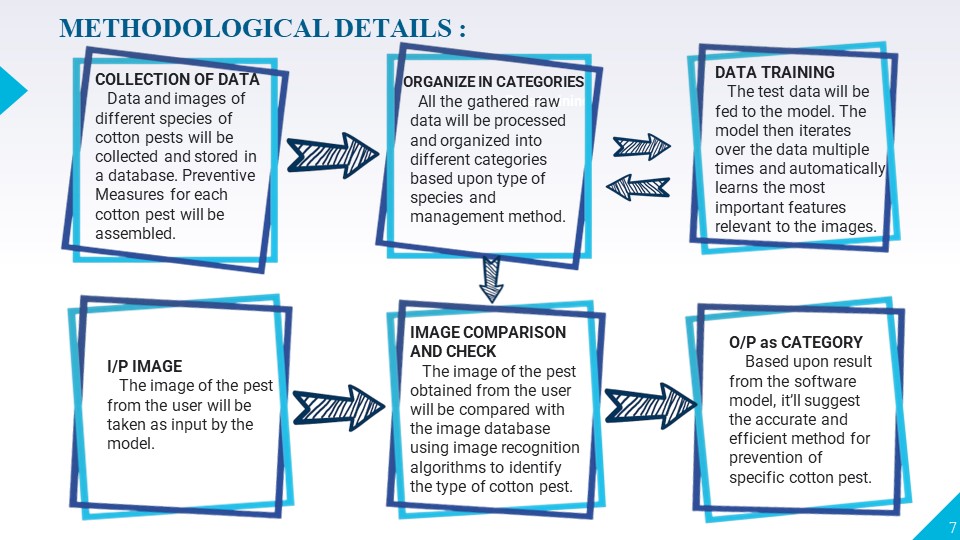 METHODOLOGICAL DETAILS :
COLLECTION OF DATA
Data and images of
different species of
cotton pests will be
collected and stored in
a database. Preventive
Measures for each
cotton pest will be
assembled.
ORGANIZE IN CATEGORIES
All the gathered raw
data will be processed
and organized into
different categories
based upon type of
species and
management method.
DATA TRAINING
The test data will be
fed to the model. The
model then iterates
over the data multiple
times and automatically
learns the most
important features
relevant to the images.
I/P IMAGE
The image of the pest
from the user will be
taken as input by the
model.
IMAGE COMPARISON
AND CHECK
The image of the pest
obtained from the user
will be compared with
the image database
using image recognition
algorithms to identify
the type of cotton pest.
O/P as CATEGORY
Based upon result
from the software
model, it'll suggest
the accurate and
efficient method for
prevention of
specific cotton pest.
7